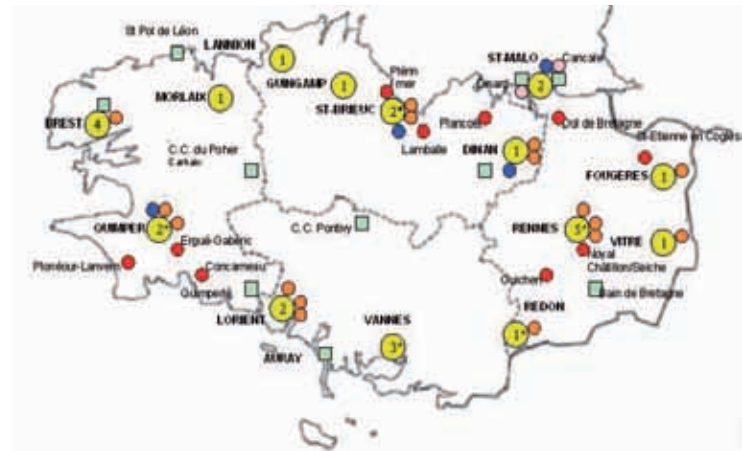 St Pol de Léon
LANNION
1
GUINGAMP
1
MORLAIX
1
BREST
4
C.C. du Poher
Carhaix
ST-BRIEUC
2*
Plérin
mer
Lamballe
Plancoet
ST-MALO
2
Cancale
Dinard
Dol de Bretagne
DINAN
1
St-Etienne en Coglès
FOUGERES
1
QUIMPER
2*
Ergué-Gabéric
Plonéour-Lanvern
Concarneau
Quimperlé
C.C. Pontivy
RENNES
5*
VITRE
1
Noyal
Châtillon/Seiche
Guichen
Bain de Bretagne
LORIENT
2
VANNES
3*
REDON
1*
AURAY